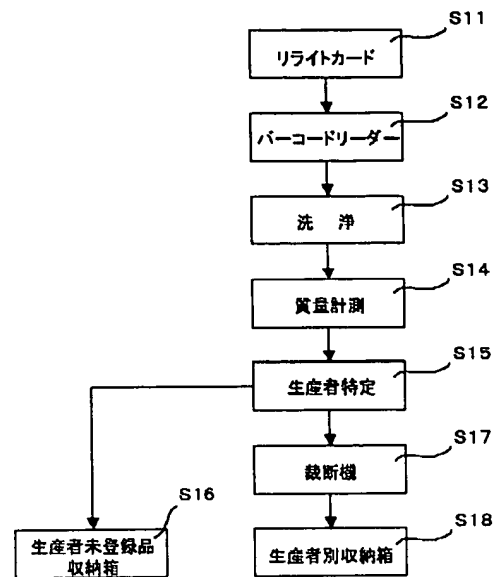 S11
リライトカード
S12
バーコードリーダー
S13
洗 浄
S14
質量計測
S15
生産者特定
S17
裁断機
S16
生産者未登録品
収納箱
S18
生産者別収納箱